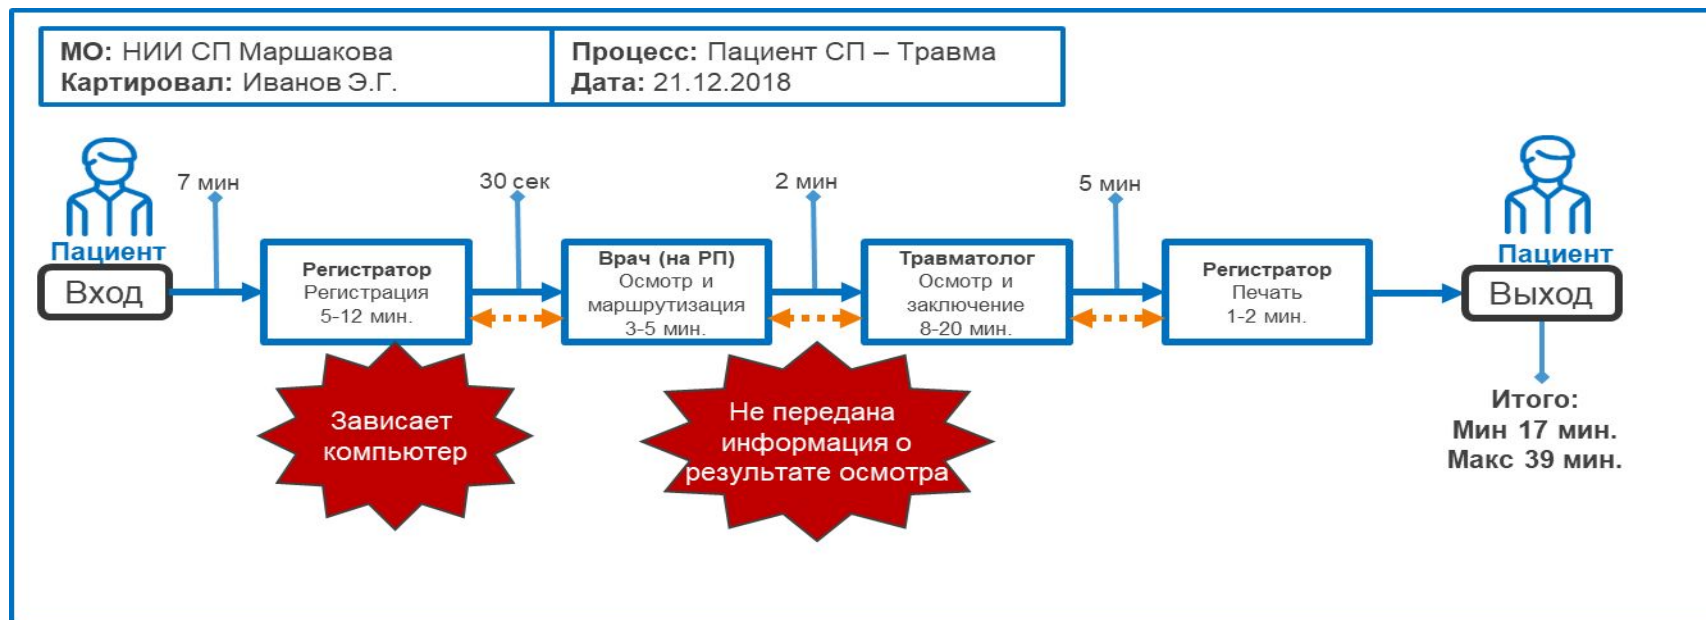 МО: НИИ СП Маршакова
Картировал: Иванов Э.Г.
Процесс: Пациент СП – Травма
Дата: 21.12.2018
7 мин
30 сек
2 мин
5 мин
Пациент
Вход
Регистратор
Регистрация
5-12 мин.
Врач (на РП)
Осмотр и
маршрутизация
3-5 мин.
Травматолог
Осмотр и
заключение
8-20 мин.
Регистратор
Печать
1-2 мин.
Пациент
Выход
Зависает
компьютер
Не передана
информация о
результате осмотра
Итого:
Мин 17 мин.
Макс 39 мин.